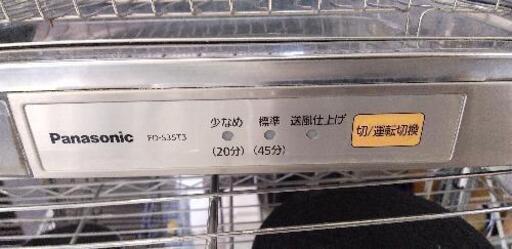 Panasonic FD-S35T3
少なめ 標準 送風仕上げ
(20分) (45分)
切/運転切換